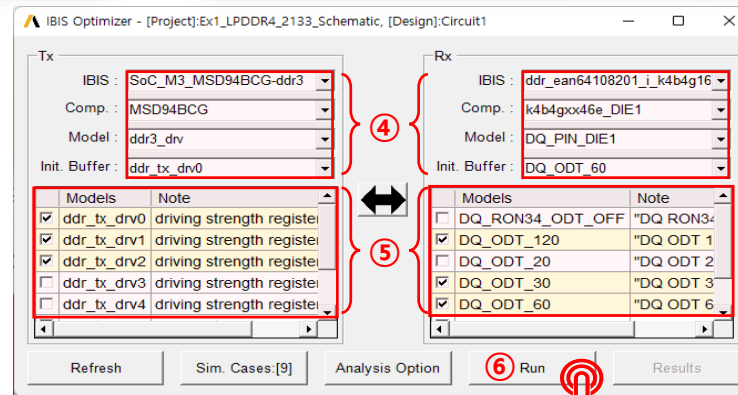 IBIS Optimizer - [Project]:Ex1_LPDDR4_2133_Schematic, [Design]:Circuit1
Tx
IBIS : SoC_M3_MSD94BCG-ddr3
Comp. : MSD94BCG
Model : ddr3_drv
Init. Buffer : ddr_tx_drv0
Models Note
ddr_tx_drv0 driving strength register
ddr_tx_drv1 driving strength register
ddr_tx_drv2 driving strength register
ddr_tx_drv3 driving strength register
ddr_tx_drv4 driving strength register
④
⑤
Rx
IBIS : ddr_ean64108201_i_k4b4g16
Comp. : k4b4gxx46e_DIE1
Model : DQ_PIN_DIE1
Init. Buffer : DQ_ODT_60
Models Note
DQ_RON34_ODT_OFF "DQ RON34
DQ_ODT_120 "DQ ODT 1
DQ_ODT_20 "DQ ODT 2
DQ_ODT_30 "DQ ODT 3
DQ_ODT_60 "DQ ODT 6
Refresh Sim. Cases:[9] Analysis Option ⑥ Run Results